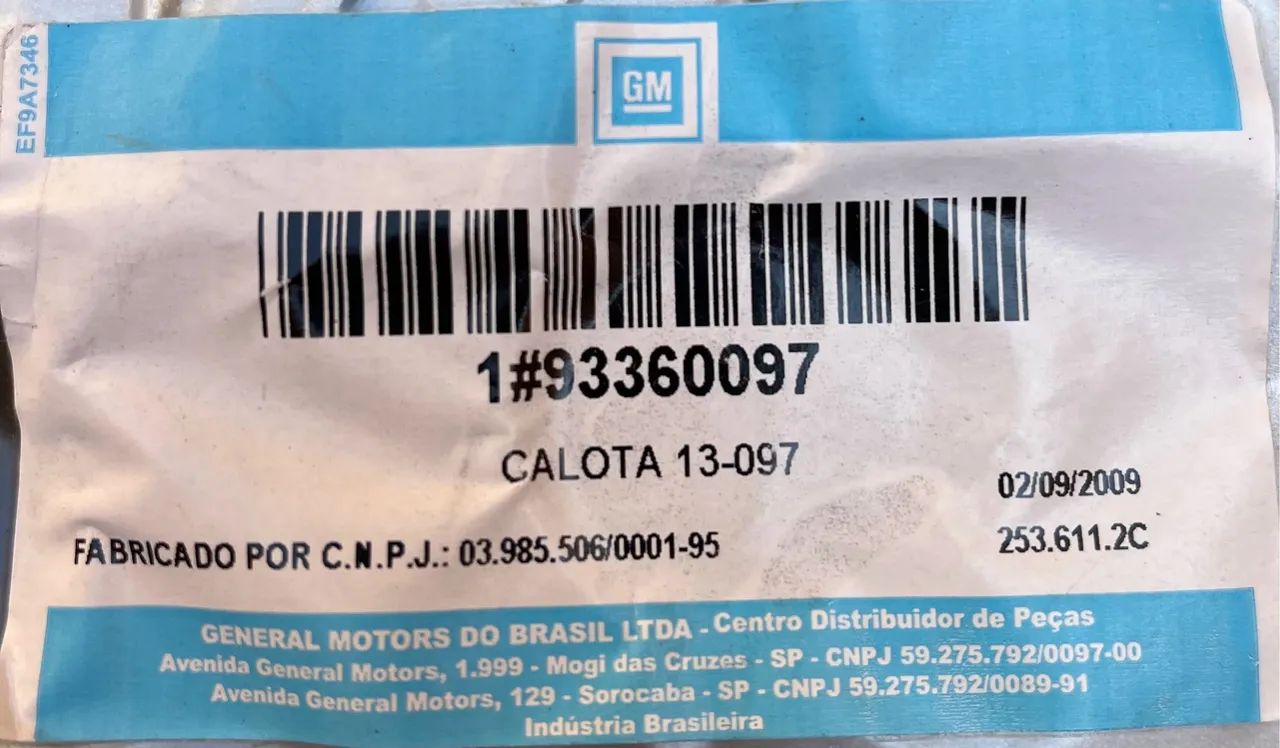 EF9A7346
GM
1#93360097
CALOTA 13-097
02/09/2009
FABRICADO POR C.N.P.J.: 03.985.506/0001-95
253.611.2C
GENERAL MOTORS DO BRASIL LTDA - Centro Distribuidor de Peças
Avenida General Motors, 1.999 - Mogi das Cruzes - SP - CNPJ 59.275.792/0097-00
Avenida General Motors, 129 - Sorocaba - SP - CNPJ 59.275.792/0089-91
Indústria Brasileira